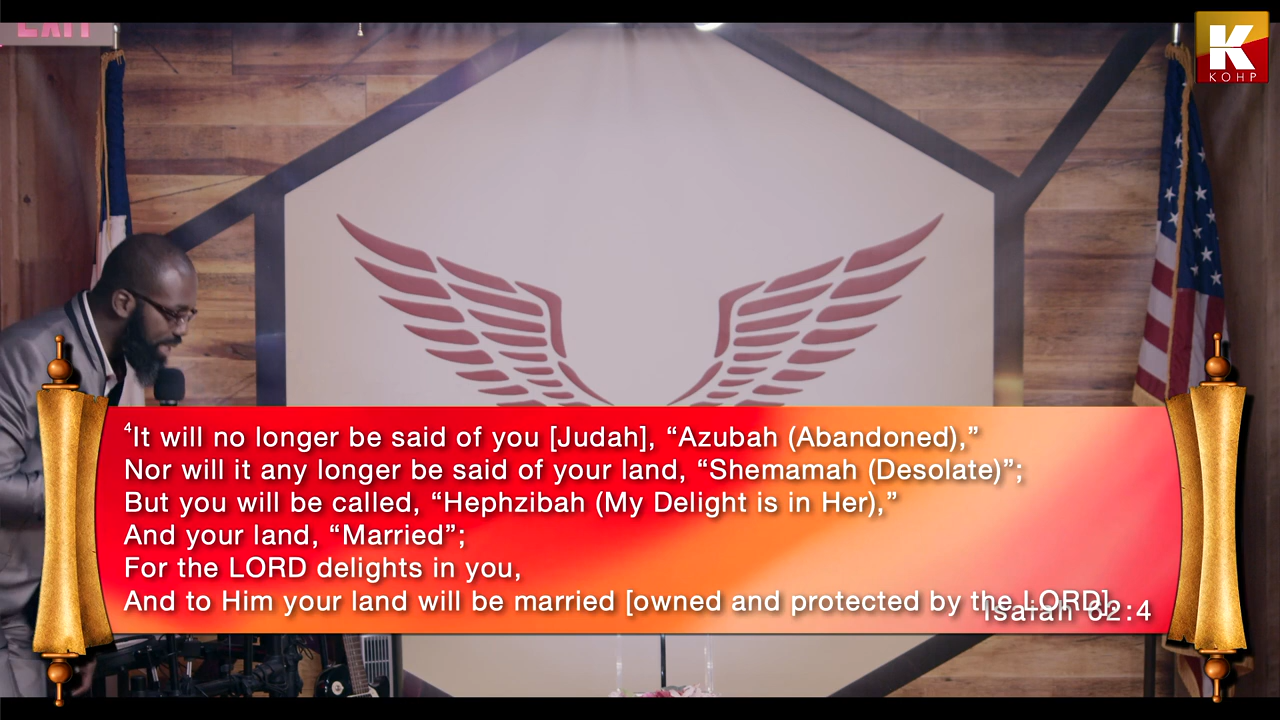 EXIT
K
KOHP
⁴It will no longer be said of you [Judah], “Azubah (Abandoned),”
Nor will it any longer be said of your land, “Shemamah (Desolate)”;
But you will be called, “Hephzibah (My Delight is in Her),”
And your land, “Married”;
For the LORD delights in you,
And to Him your land will be married [owned and protected by the LORD].
Isaiah 62:4